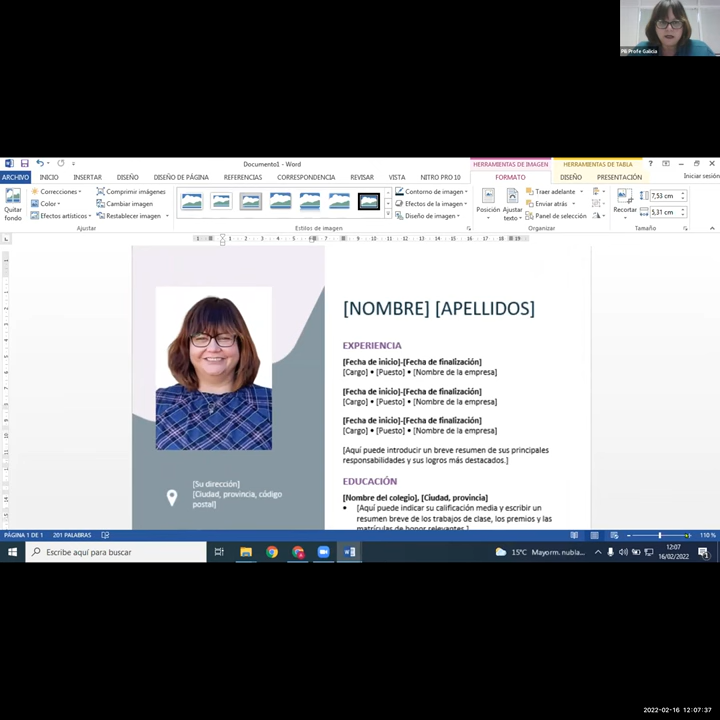 PB Profe Galicia
Documento1 - Word
HERRAMIENTAS DE IMAGEN
HERRAMIENTAS DE TABLA
ARCHIVO INICIO INSERTAR DISEÑO DISEÑO DE PÁGINA REFERENCIAS CORRESPONDENCIA REVISAR VISTA NITRO PRO 10 FORMATO DISEÑO PRESENTACIÓN Iniciar sesión
Quitar fondo
Correcciones
Color
Efectos artísticos
Comprimir imágenes
Cambiar imagen
Restablecer imagen
Ajustar
Estilos de imagen
Contorno de imagen
Efectos de la imagen
Diseño de imagen
Posición
Ajustar texto
Traer adelante
Enviar atrás
Panel de selección
Organizar
Recortar
7,53 cm
5,31 cm
Tamaño
[NOMBRE] [APELLIDOS]
EXPERIENCIA
[Fecha de inicio]-[Fecha de finalización]
[Cargo] • [Puesto] • [Nombre de la empresa]
[Fecha de inicio]-[Fecha de finalización]
[Cargo] • [Puesto] • [Nombre de la empresa]
[Fecha de inicio]-[Fecha de finalización]
[Cargo] • [Puesto] • [Nombre de la empresa]
[Aquí puede introducir un breve resumen de sus principales
responsabilidades y sus logros más destacados.]
EDUCACIÓN
[Nombre del colegio], [Ciudad, provincia]
• [Aquí puede indicar su calificación media y escribir un
resumen breve de los trabajos de clase, los premios y las
matrículas de honor relevantes.]
[Su dirección]
[Ciudad, provincia, código
postal]
PÁGINA 1 DE 1 201 PALABRAS 110 %
Escribe aquí para buscar
15°C Mayorm. nubla...
12:07
16/02/2022
2022-02-16 12:07:37